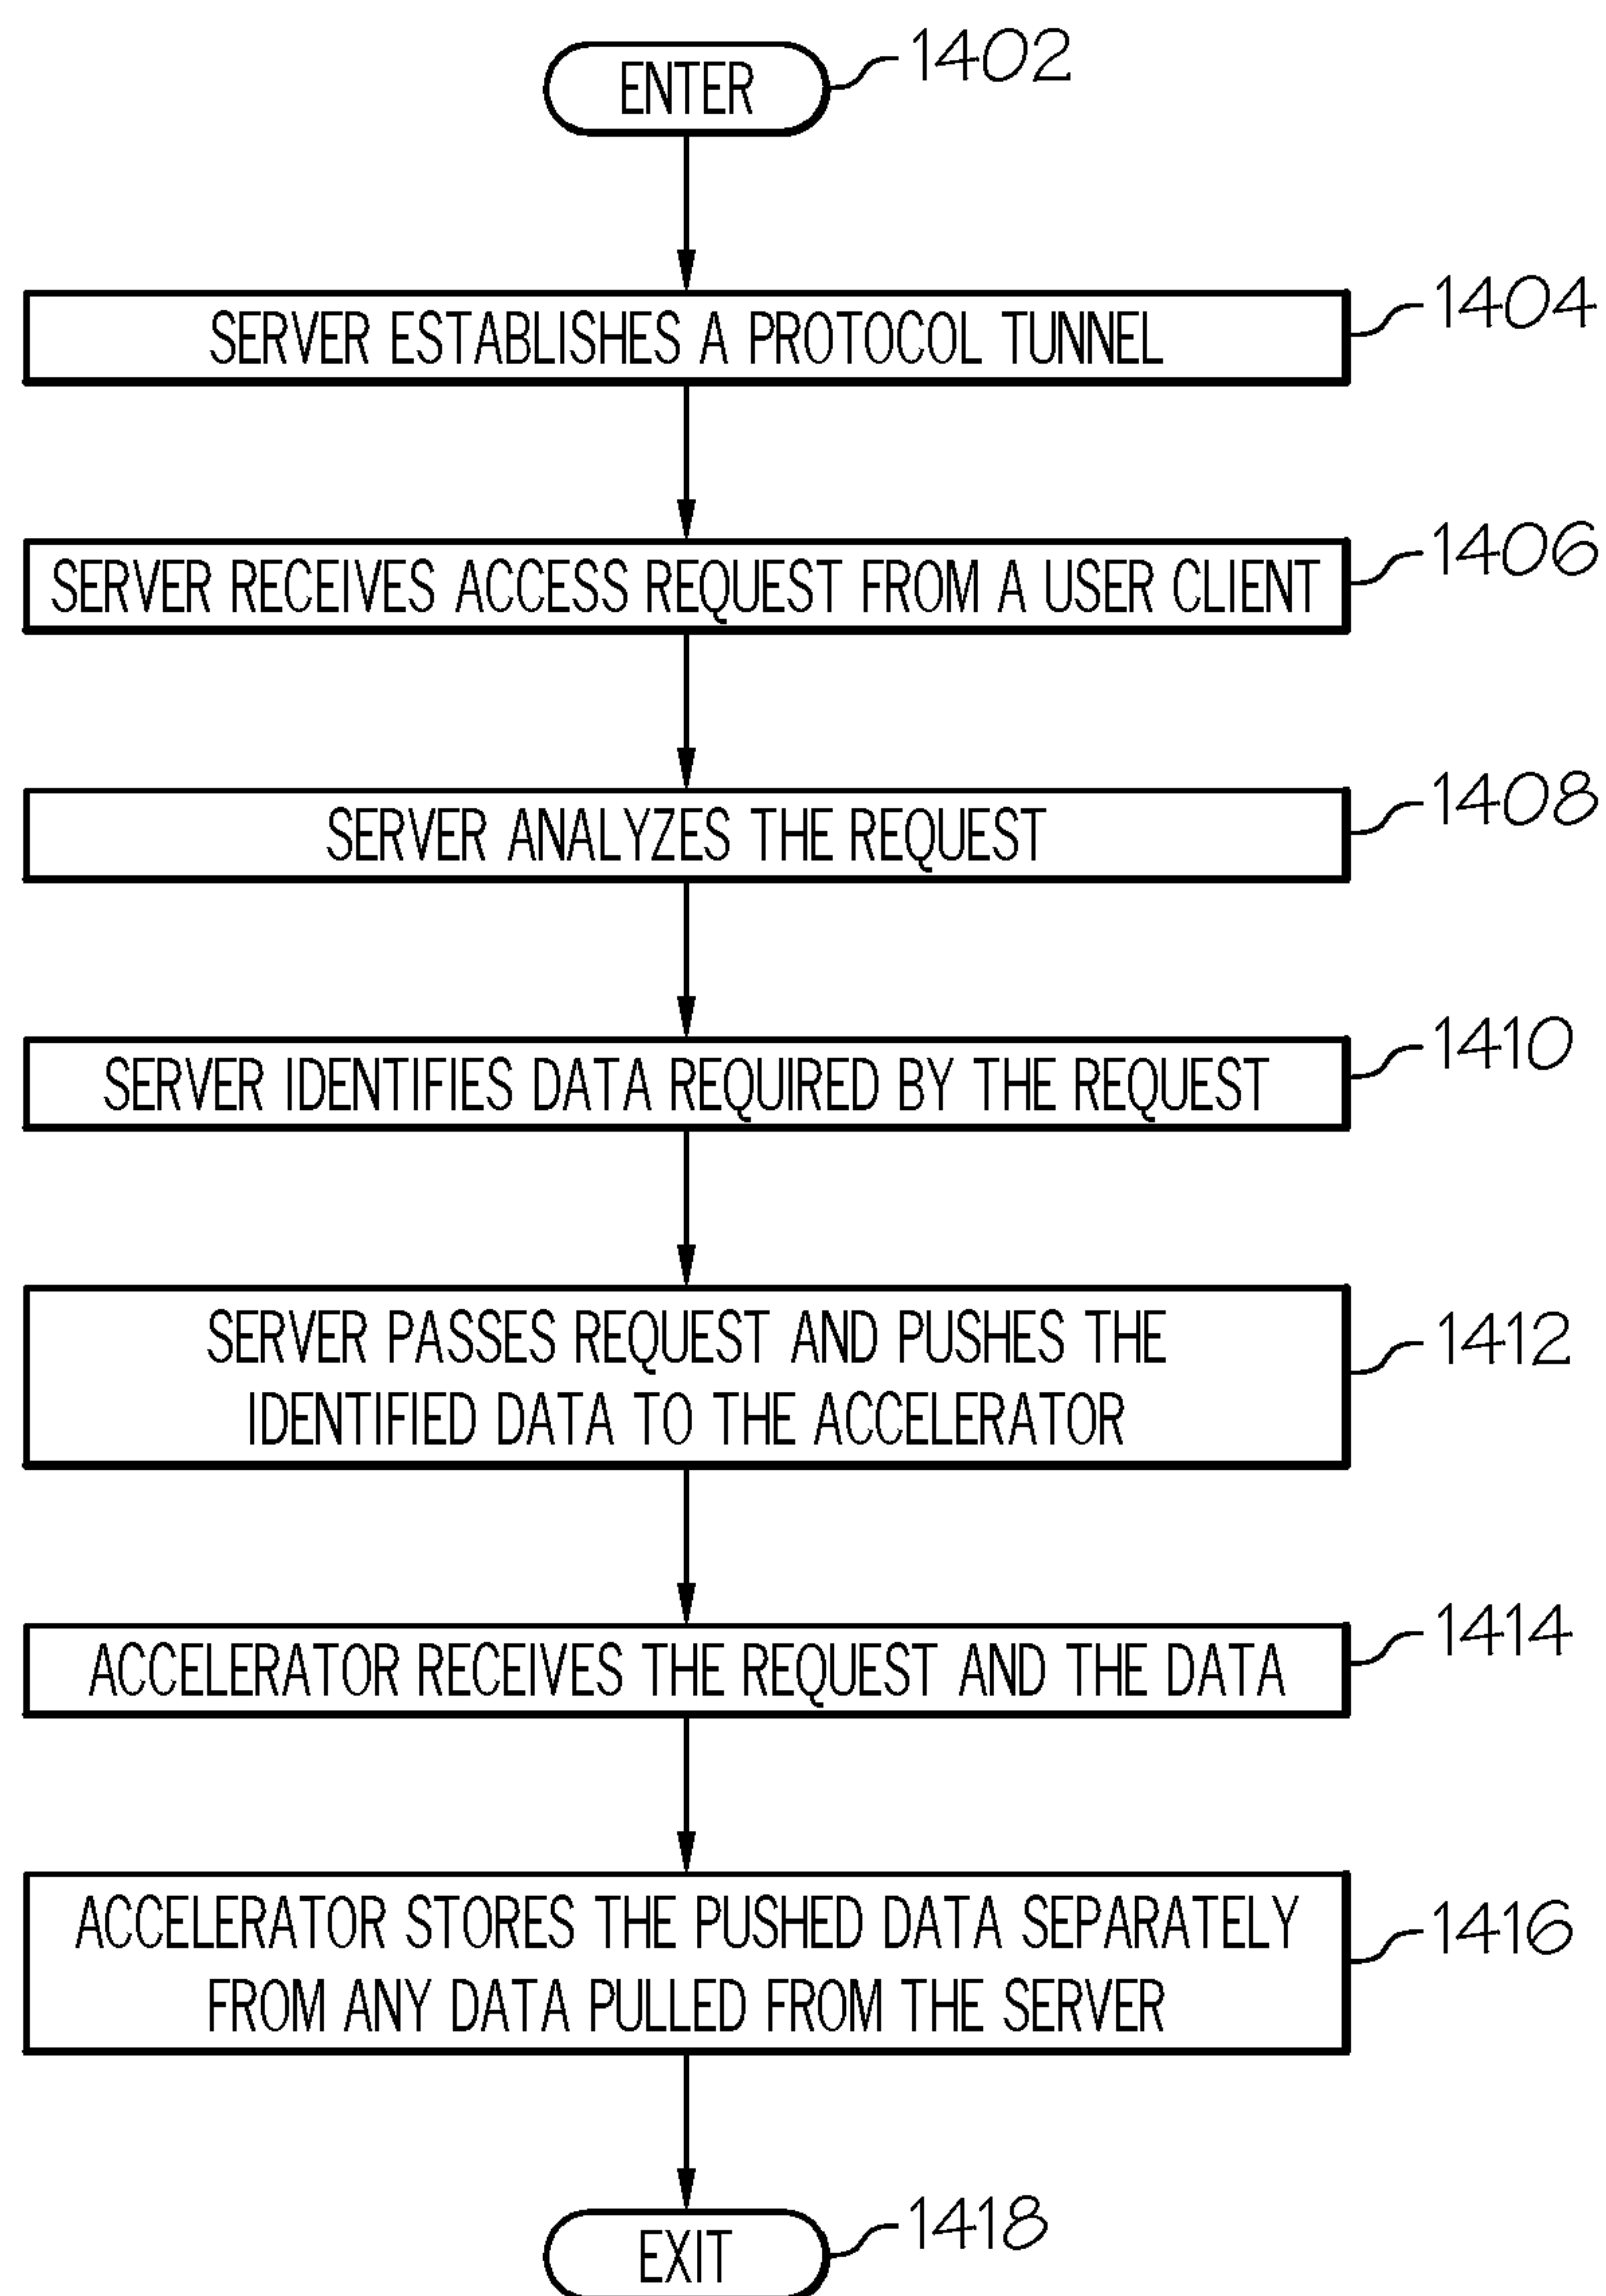 ENTER
1402
SERVER ESTABLISHES A PROTOCOL TUNNEL
1404
SERVER RECEIVES ACCESS REQUEST FROM A USER CLIENT
1406
SERVER ANALYZES THE REQUEST
1408
SERVER IDENTIFIES DATA REQUIRED BY THE REQUEST
1410
SERVER PASSES REQUEST AND PUSHES THE
IDENTIFIED DATA TO THE ACCELERATOR
1412
ACCELERATOR RECEIVES THE REQUEST AND THE DATA
1414
ACCELERATOR STORES THE PUSHED DATA SEPARATELY
FROM ANY DATA PULLED FROM THE SERVER
1416
EXIT
1418